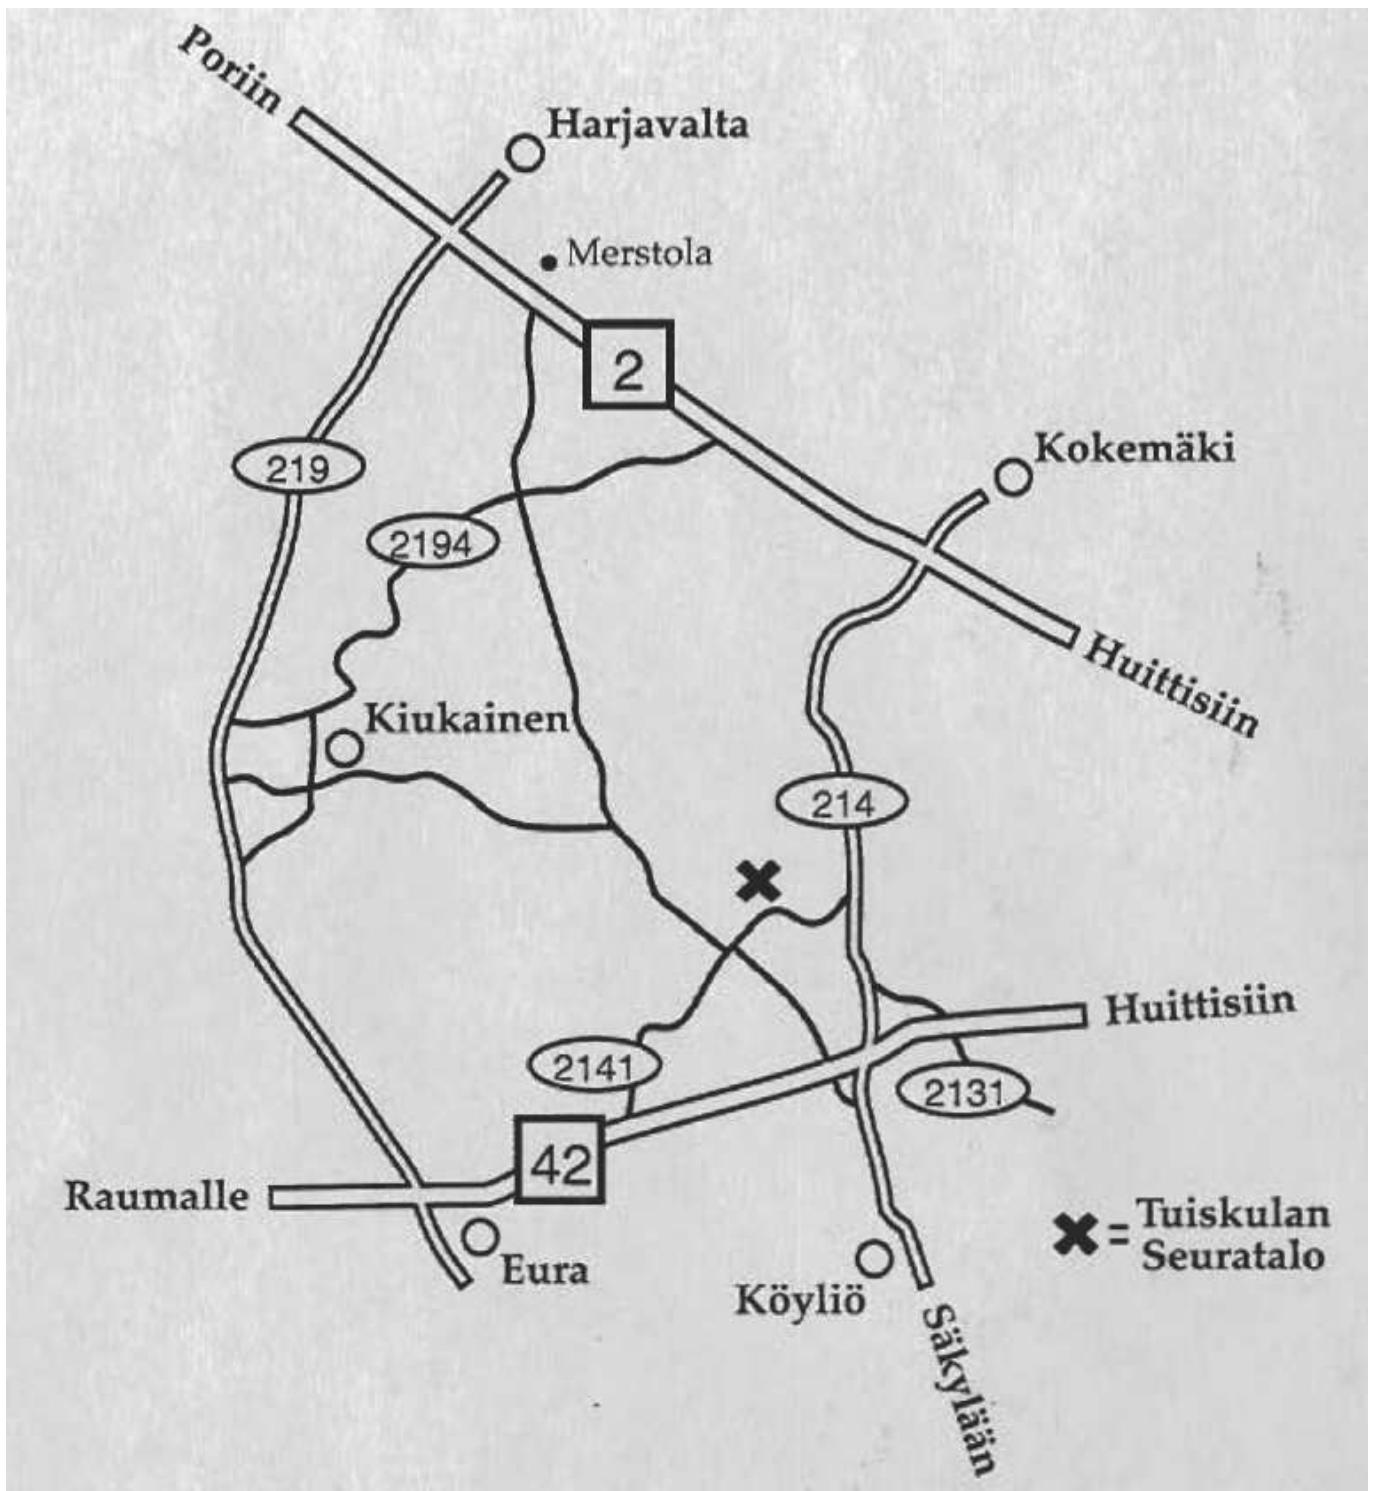 Poriin
Harjavalta
Merstola
2
Kokemäki
219
2194
Huittisiin
Kiukainen
214
Huittisiin
2141
2131
42
Raumalle
Eura
Köyliö
= Tuiskulan
Seuratalo
Säkylään